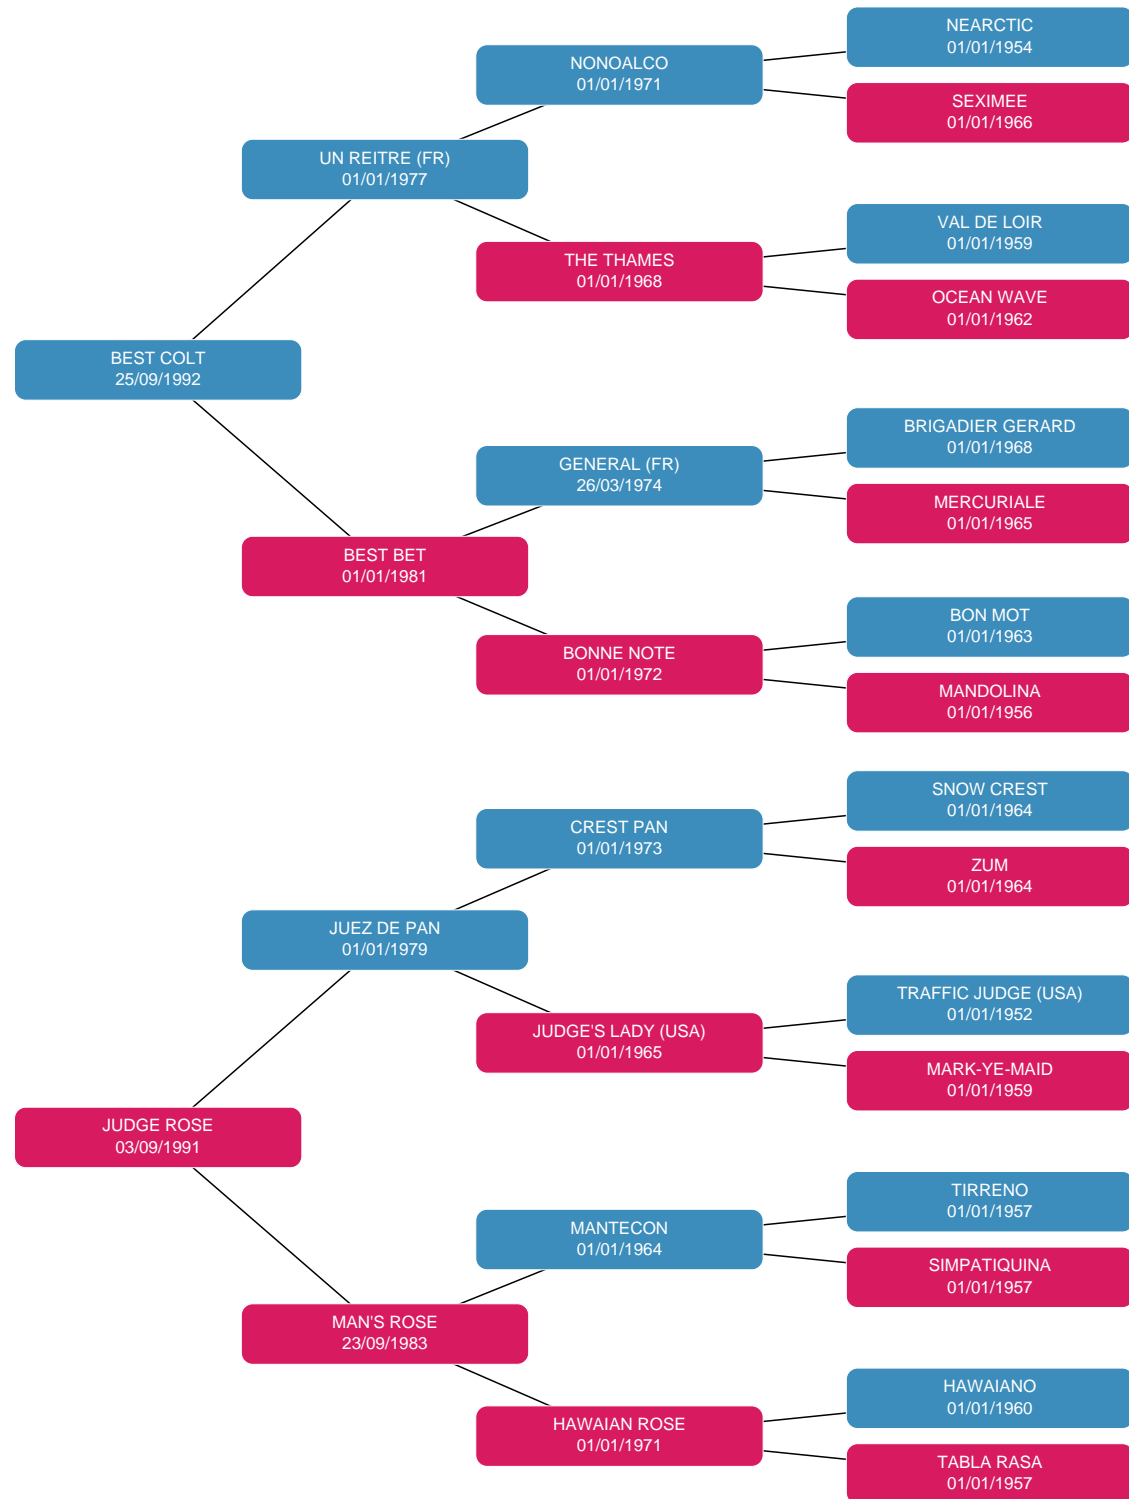 NEARCTIC
01/01/1954
NONOALCO
01/01/1971
SEXIMEE
01/01/1966
UN REITRE (FR)
01/01/1977
VAL DE LOIR
01/01/1959
THE THAMES
01/01/1968
OCEAN WAVE
01/01/1962
BEST COLT
25/09/1992
BRIGADIER GERARD
01/01/1968
GENERAL (FR)
26/03/1974
MERCURIALE
01/01/1965
BEST BET
01/01/1981
BON MOT
01/01/1963
BONNE NOTE
01/01/1972
MANDOLINA
01/01/1956
SNOW CREST
01/01/1964
CREST PAN
01/01/1973
ZUM
01/01/1964
JUEZ DE PAN
01/01/1979
TRAFFIC JUDGE (USA)
01/01/1952
JUDGE'S LADY (USA)
01/01/1965
MARK-YE-MAID
01/01/1959
JUDGE ROSE
03/09/1991
TIRRENO
01/01/1957
MANTECON
01/01/1964
SIMPATIQUINA
01/01/1957
MAN'S ROSE
23/09/1983
HAWAIANO
01/01/1960
HAWAIAN ROSE
01/01/1971
TABLA RASA
01/01/1957